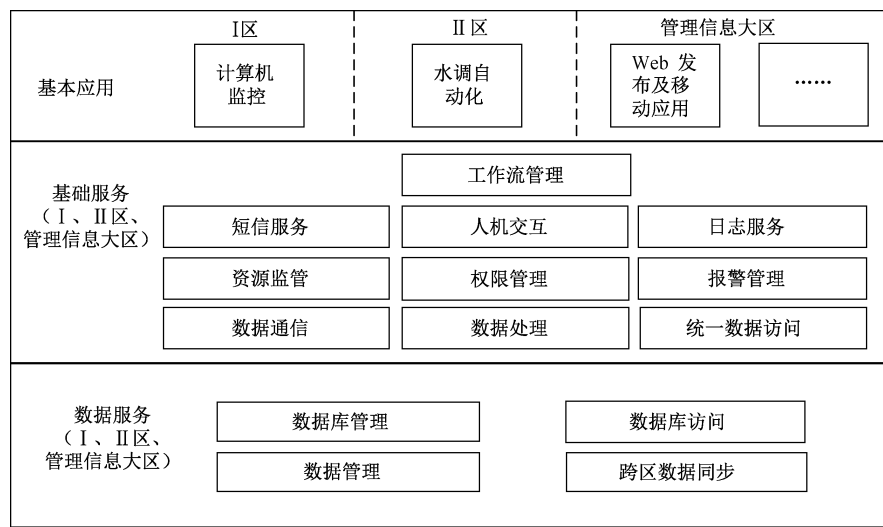 Ⅰ区
Ⅱ区
管理信息大区
基本应用
计算机
监控
水调自
动化
Web 发
布及移
动应用
……
基础服务
（Ⅰ、Ⅱ区、
管理信息大区）
工作流管理
短信服务
人机交互
日志服务
资源监管
权限管理
报警管理
数据通信
数据处理
统一数据访问
数据服务
（Ⅰ、Ⅱ区、
管理信息大区）
数据库管理
数据库访问
数据管理
跨区数据同步